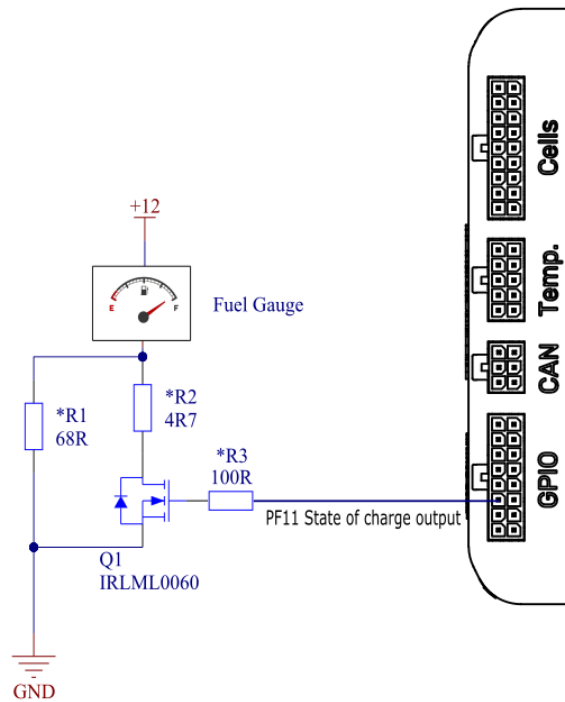 Cells
+12
E
F
Fuel Gauge
Temp.
CAN
*R1
68R
*R2
4R7
*R3
100R
GPIO
PF11 State of charge output
Q1
IRLML0060
GND